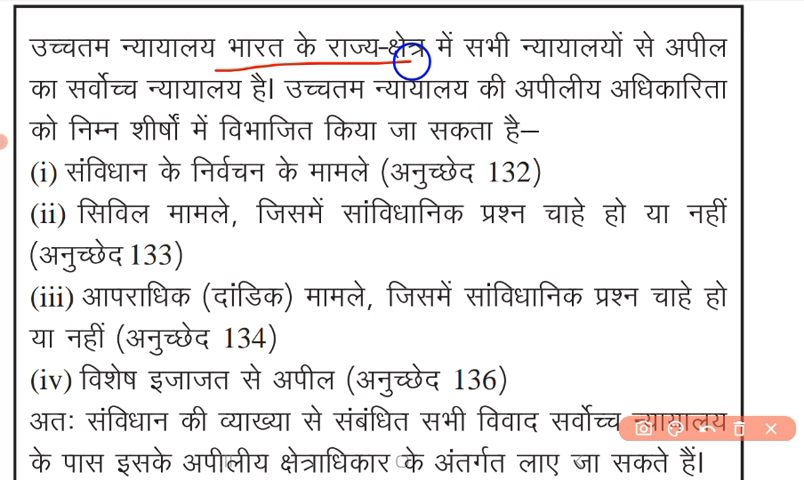 उच्चतम न्यायालय भारत के राज्य-क्षेत्र में सभी न्यायालयों से अपील
का सर्वोच्च न्यायालय है। उच्चतम न्यायालय की अपीलीय अधिकारिता
को निम्न शीर्षों में विभाजित किया जा सकता है–
(i) संविधान के निर्वचन के मामले (अनुच्छेद 132)
(ii) सिविल मामले, जिसमें सांविधानिक प्रश्न चाहे हो या नहीं
(अनुच्छेद 133)
(iii) आपराधिक (दांडिक) मामले, जिसमें सांविधानिक प्रश्न चाहे हो
या नहीं (अनुच्छेद 134)
(iv) विशेष इजाजत से अपील (अनुच्छेद 136)
अतः संविधान की व्याख्या से संबंधित सभी विवाद सर्वोच्च न्यायालय
के पास इसके अपीलीय क्षेत्राधिकार के अंतर्गत लाए जा सकते हैं।